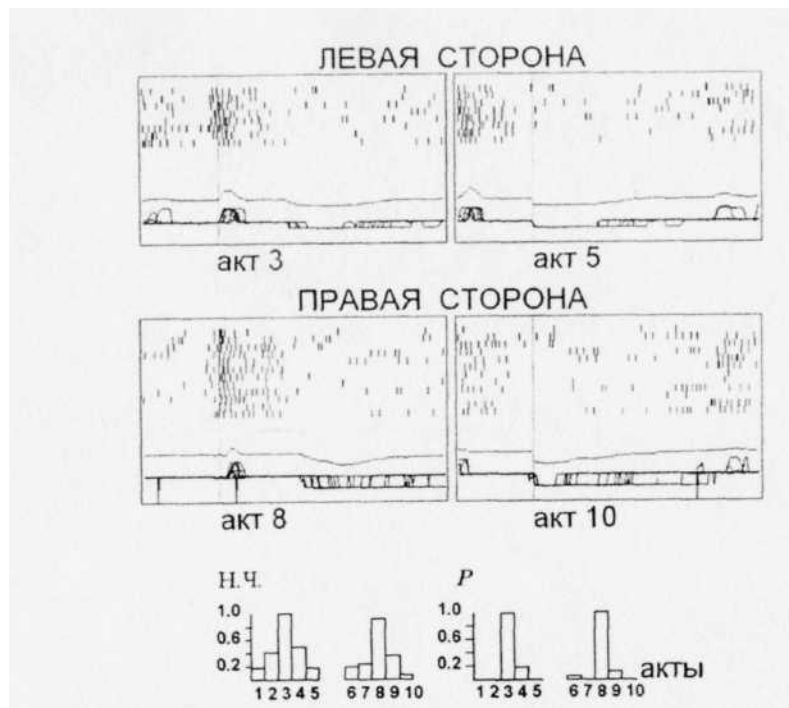 ЛЕВАЯ СТОРОНА
акт 3
акт 5
ПРАВАЯ СТОРОНА
акт 8
акт 10
Н.Ч.
P
1.0
0.6
0.2
1 2 3 4 5
6 7 8 9 10
1.0
0.6
0.2
1 2 3 4 5
6 7 8 9 10
акты